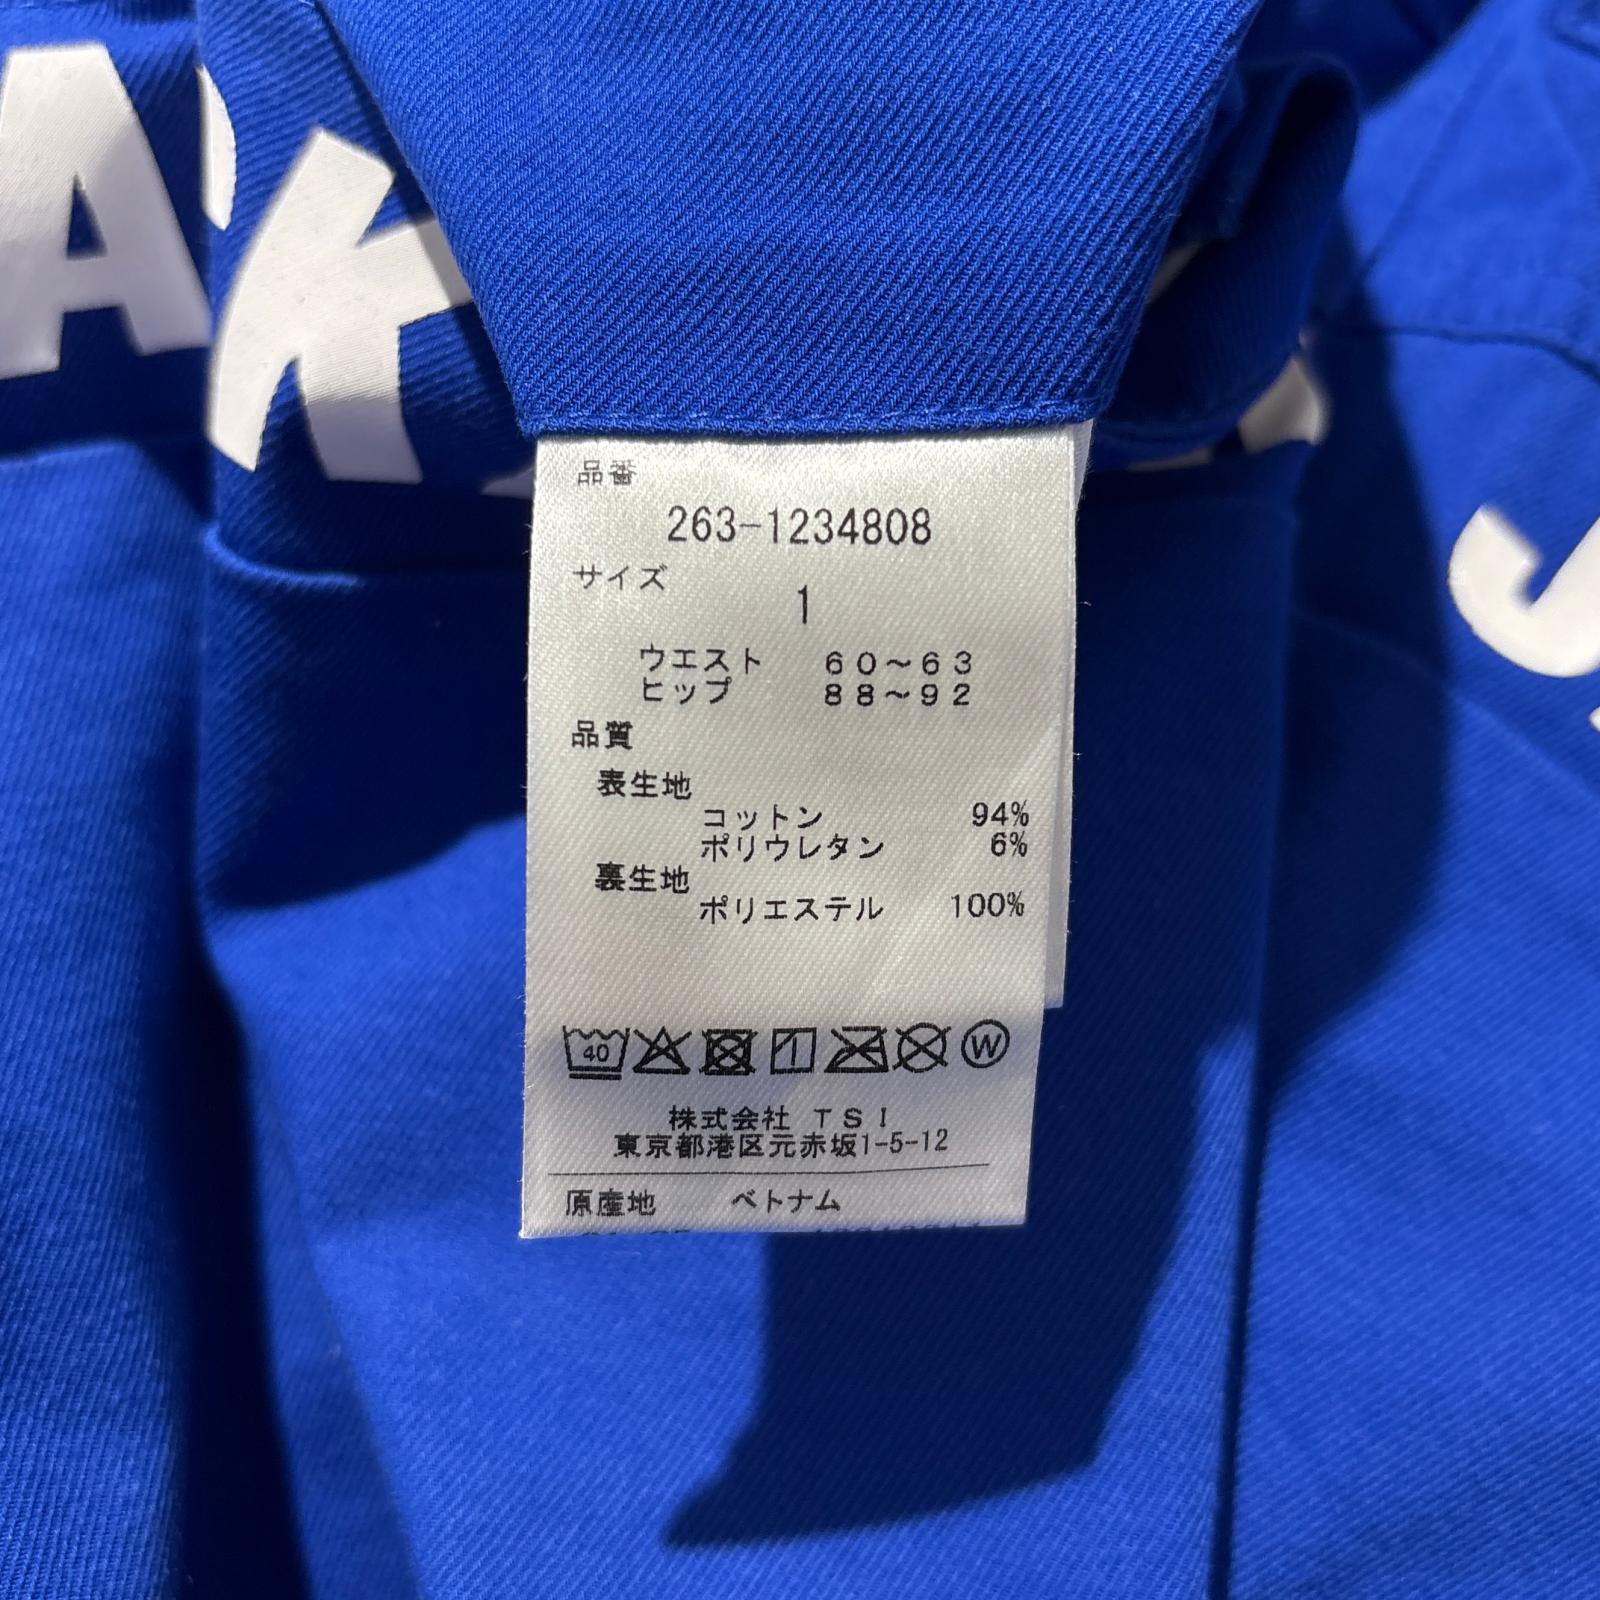 AK
J
品番
263-1234808
サイズ
1
ウエスト 60～63
ヒップ 88～92
品質
表生地
コットン 94%
ポリウレタン 6%
裏生地
ポリエステル 100%
40 W
株式会社 TSI
東京都港区元赤坂1-5-12
原産地 ベトナム